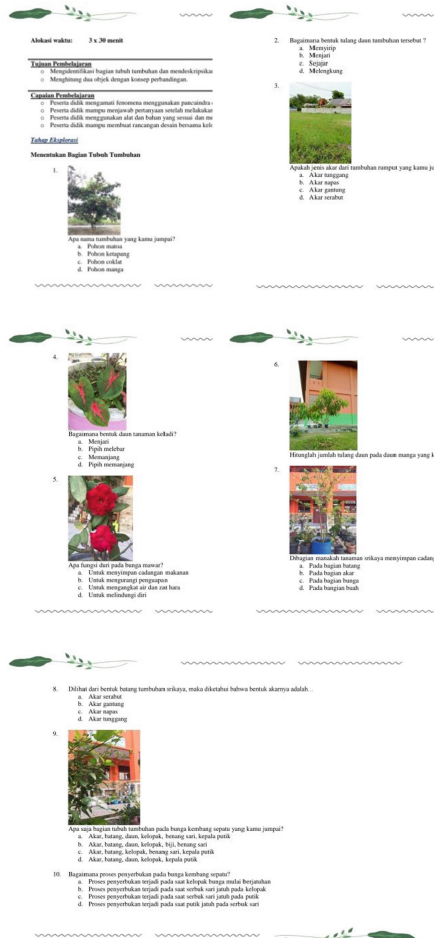 Alokasi waktu: 3 x 30 menit
Tujuan Pembelajaran
o Mengidentifikasi bagian tubuh tumbuhan dan mendeskripsikan
o Menghitung dua objek dengan konsep perbandingan.
Capaian Pembelajaran
o Peserta didik mengamati fenomena menggunakan pancaindra
o Peserta didik mampu menjawab pertanyaan setelah melakukan
o Peserta didik menggunakan alat dan bahan yang sesuai dan me
o Peserta didik mampu membuat rancangan desain bersama kel
Tahap Eksplorasi
Menentukan Bagian Tubuh Tumbuhan
1.
Apa nama tumbuhan yang kamu jumpai?
a. Pohon matoa
b. Pohon ketapang
c. Pohon coklat
d. Pohon manga
2. Bagaimana bentuk tulang daun tumbuhan tersebut ?
a. Menyirip
b. Menjari
c. Sejajar
d. Melengkung
3.
Apakah jenis akar dari tumbuhan rumput yang kamu ju
a. Akar tunggang
b. Akar napas
c. Akar gantung
d. Akar serabut
4.
Bagaimana bentuk daun tanaman keladi?
a. Menjari
b. Pipih melebar
c. Memanjang
d. Pipih memanjang
5.
Apa fungsi duri pada bunga mawar?
a. Untuk menyimpan cadangan makanan
b. Untuk mengurangi penguapan
c. Untuk mengangkut air dan zat hara
d. Untuk melindungi diri
6.
Hitunglah jumlah tulang daun pada daun mangga yang k
7.
Dibagian manakah tanaman srikaya menyimpan cadang
a. Pada bagian batang
b. Pada bagian akar
c. Pada bagian bunga
d. Pada bangian buah
8. Dilihat dari bentuk batang tumbuhan srikaya, maka diketahui bahwa bentuk akarnya adalah…
a. Akar serabut
b. Akar gantung
c. Akar napas
d. Akar tunggang
9.
Apa saja bagian tubuh tumbuhan pada bunga kembang sepatu yang kamu jumpai?
a. Akar, batang, daun, kelopak, benang sari, kepala putik
b. Akar, batang, daun, kelopak, biji, benang sari
c. Akar, batang, kelopak, benang sari, kepala putik
d. Akar, batang, daun, kelopak, kepala putik
10. Bagaimana proses penyerbukan pada bunga kembang sepatu?
a. Proses penyerbukan terjadi pada saat kelopak bunga mulai berjatuhan
b. Proses penyerbukan terjadi pada saat serbuk sari jatuh pada kelopak
c. Proses penyerbukan terjadi pada saat serbuk sari jatuh pada putik
d. Proses penyerbukan terjadi pada saat putik jatuh pada serbuk sari